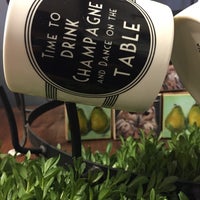 TIME TO
DRINK
CHAMPAGNE
AND DANCE ON THE
TABLE